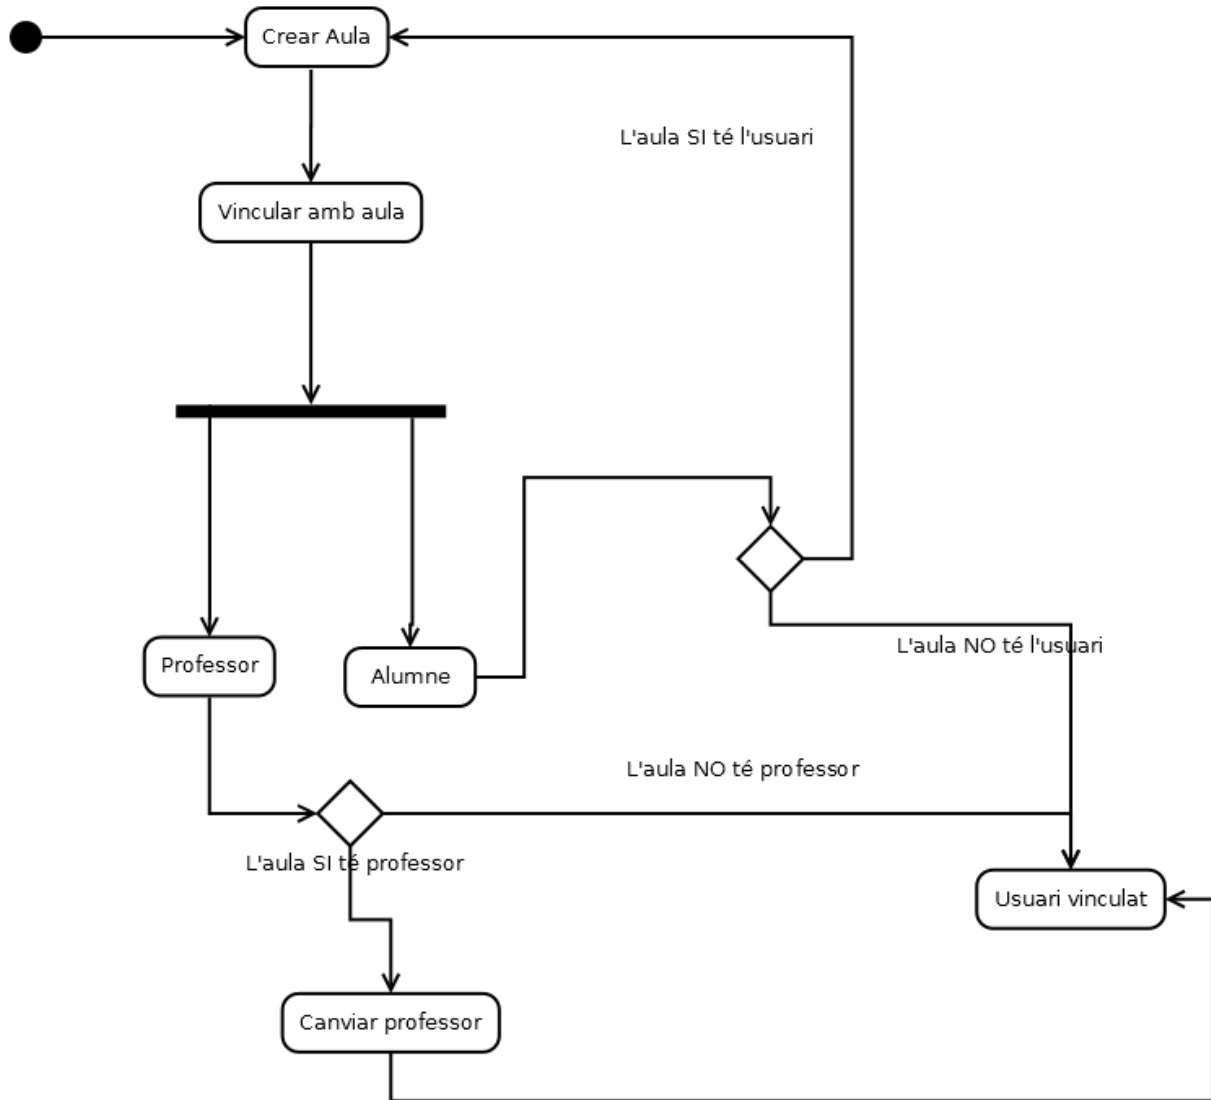 Crear Aula
L'aula SI té l'usuari
Vincular amb aula
L'aula NO té l'usuari
Professor
Alumne
L'aula NO té professor
L'aula SI té professor
Usuari vinculat
Canviar professor